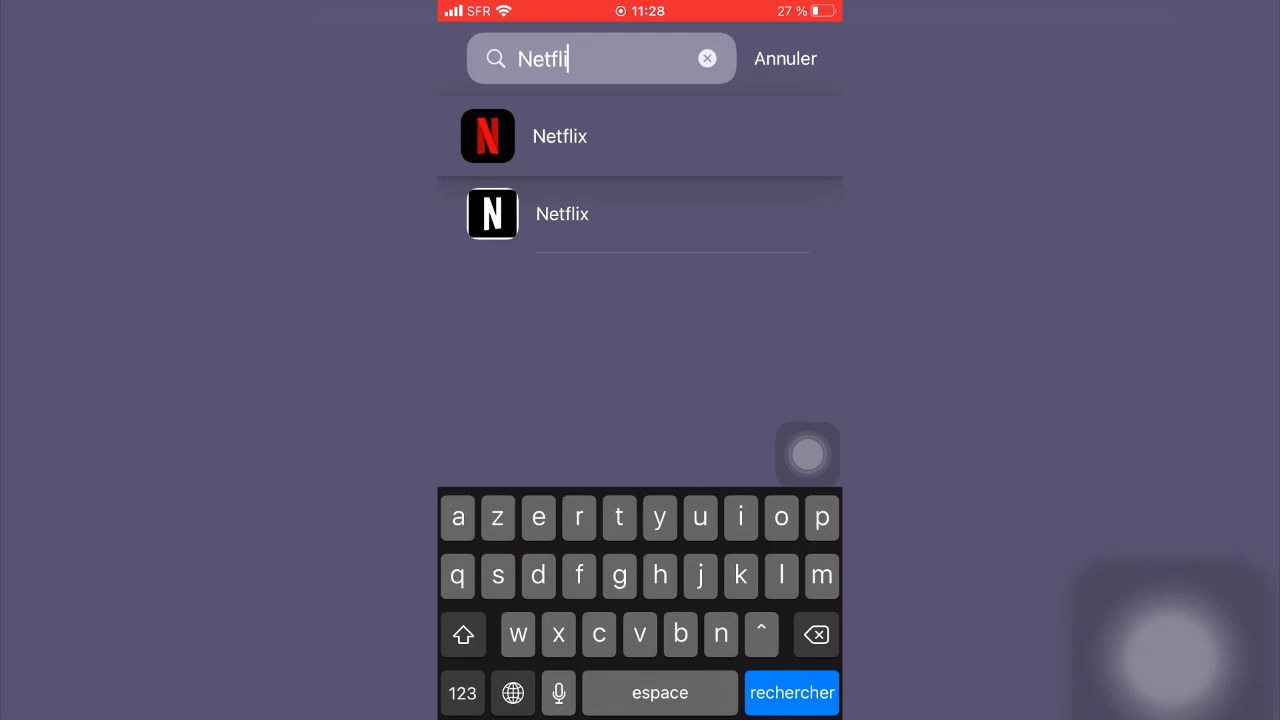 SFR 11:28 27 %
Netfli Annuler
N Netflix
N Netflix
a z e r t y u i o p
q s d f g h j k l m
w x c v b n ^
123 espace rechercher